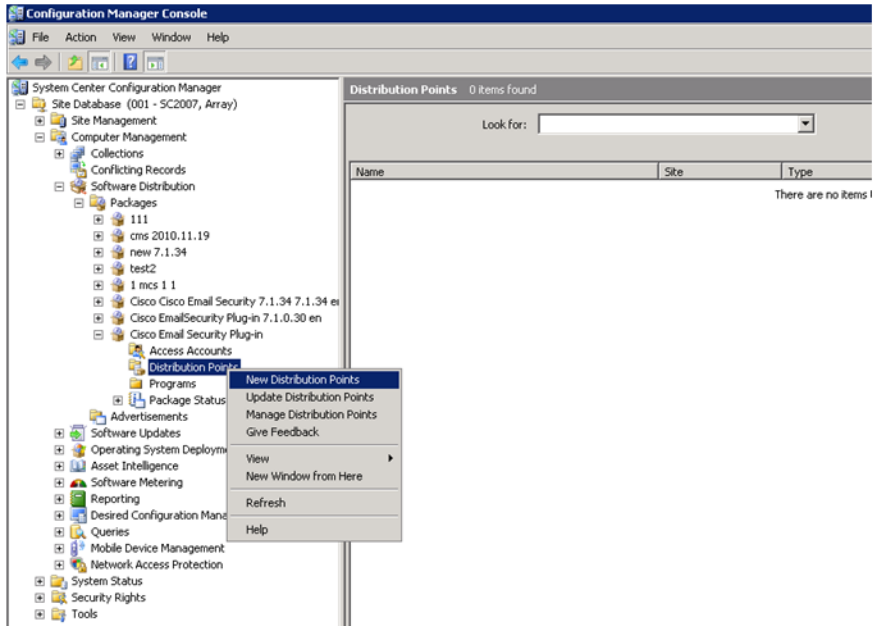 Configuration Manager Console
File Action View Window Help
System Center Configuration Manager
Site Database (001 - SC2007, Array)
Site Management
Computer Management
Collections
Conflicting Records
Software Distribution
Packages
111
cms 2010.11.19
new 7.1.34
test2
1 mcs 1 1
Cisco Cisco Email Security 7.1.34 7.1.34 en
Cisco EmailSecurity Plug-in 7.1.0.30 en
Cisco Email Security Plug-in
Access Accounts
Distribution Points
Programs
Package Status
Advertisements
Software Updates
Operating System Deploym
Asset Intelligence
Software Metering
Reporting
Desired Configuration Mana
Queries
Mobile Device Management
Network Access Protection
System Status
Security Rights
Tools
New Distribution Points
Update Distribution Points
Manage Distribution Points
Give Feedback
View
New Window from Here
Refresh
Help
Distribution Points 0 items found
Look for:
Name Site Type
There are no items